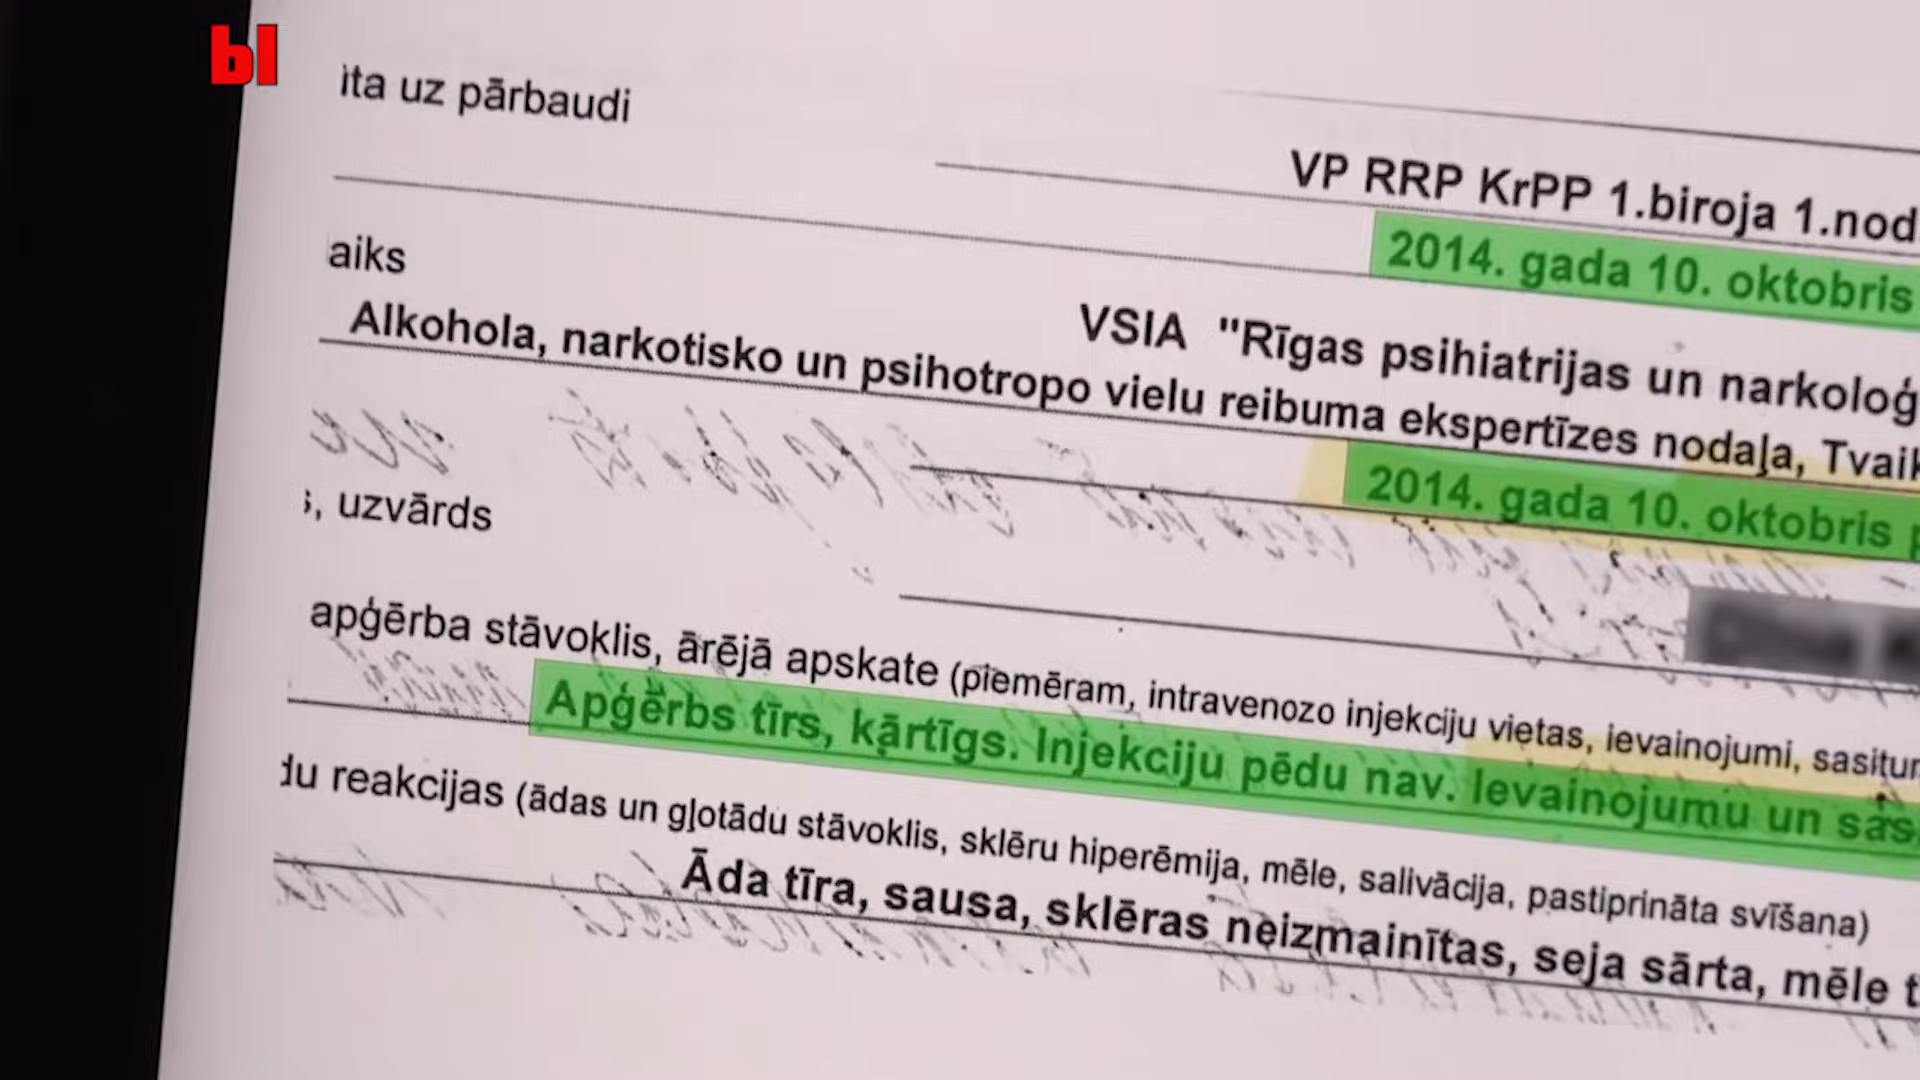 bl
ita uz pārbaudi
VP RRP KrPP 1.biroja 1.nod
2014. gada 10. oktobris
aiks
VSIA "Rīgas psihiatrijas un narkoloģ
Alkohola, narkotisko un psihotropo vielu reibuma ekspertīzes nodaļa, Tvaik
2014. gada 10. oktobris p
s, uzvārds
apģērba stāvoklis, ārējā apskate (piemēram, intravenozo injekciju vietas, ievainojumi, sasitum
Apģērbs tīrs, kārtīgs. Injekciju pēdu nav. Ievainojumu un sas
du reakcijas (ādas un gļotādu stāvoklis, sklēru hiperēmija, mēle, salivācija, pastiprināta svīšana)
Āda tīra, sausa, sklēras neizmainītas, seja sārta, mēle t